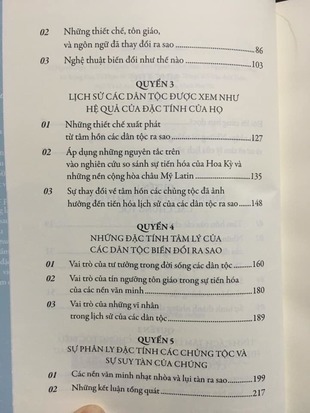 02 Những thiết chế, tôn giáo,
và ngôn ngữ đã thay đổi ra sao 86
03 Nghệ thuật biến đổi như thế nào 103
QUYỂN 3
LỊCH SỬ CÁC DÂN TỘC ĐƯỢC XEM NHƯ
HỆ QUẢ CỦA ĐẶC TÍNH CỦA HỌ
01 Những thiết chế xuất phát
từ tâm hồn các dân tộc ra sao 127
02 Áp dụng những nguyên tắc trên
vào nghiên cứu so sánh sự tiến hóa của Hoa Kỳ và
những nền cộng hòa châu Mỹ Latin 135
03 Sự thay đổi về tâm hồn các chủng tộc đã ảnh
hưởng đến tiến hóa lịch sử của các dân tộc ra sao 148
QUYỂN 4
NHỮNG ĐẶC TÍNH TÂM LÝ CỦA
CÁC DÂN TỘC BIẾN ĐỔI RA SAO
01 Vai trò của tư tưởng trong đời sống các dân tộc 160
02 Vai trò của tín ngưỡng tôn giáo trong sự tiến hóa
của các nền văn minh 180
03 Vai trò của những vĩ nhân
trong lịch sử của các dân tộc 189
QUYỂN 5
SỰ PHÂN LY ĐẶC TÍNH CÁC CHỦNG TỘC VÀ
SỰ SUY TÀN CỦA CHÚNG
01 Các nền văn minh nhạt nhòa và lụi tàn ra sao 199
02 Những kết luận tổng quát 217